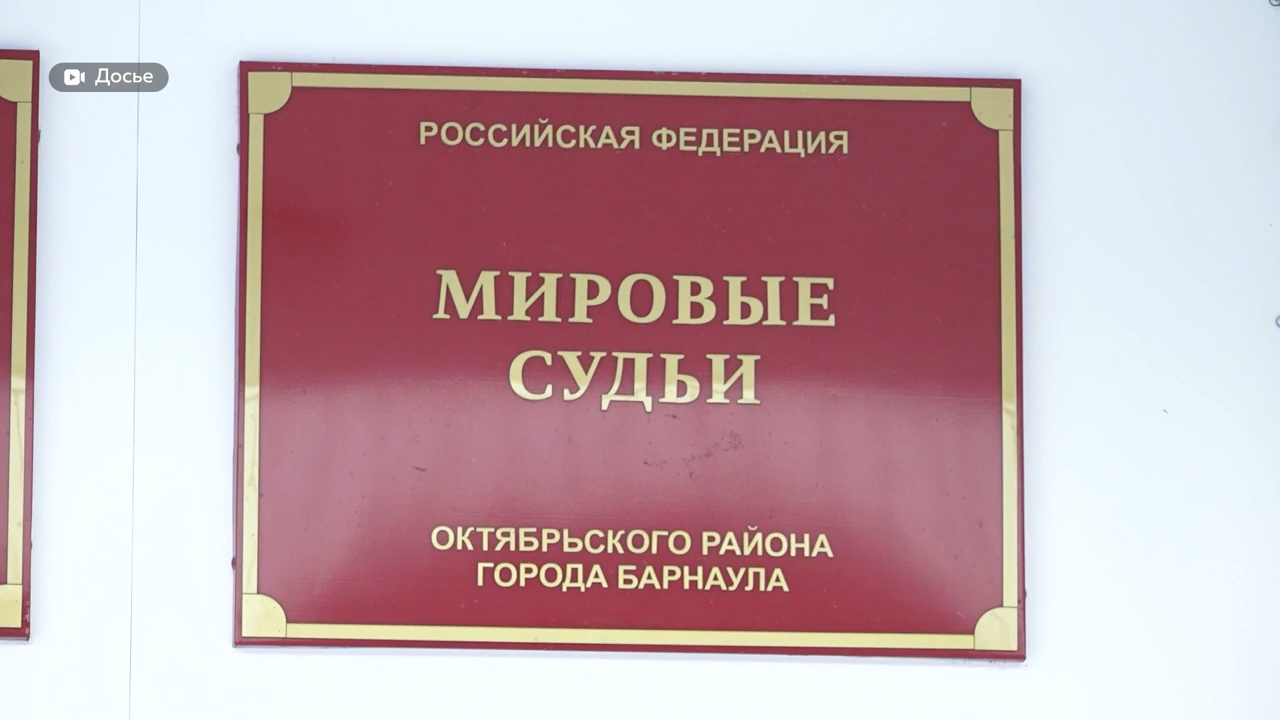 Досье
РОССИЙСКАЯ ФЕДЕРАЦИЯ
МИРОВЫЕ
СУДЬИ
ОКТЯБРЬСКОГО РАЙОНА
ГОРОДА БАРНАУЛА